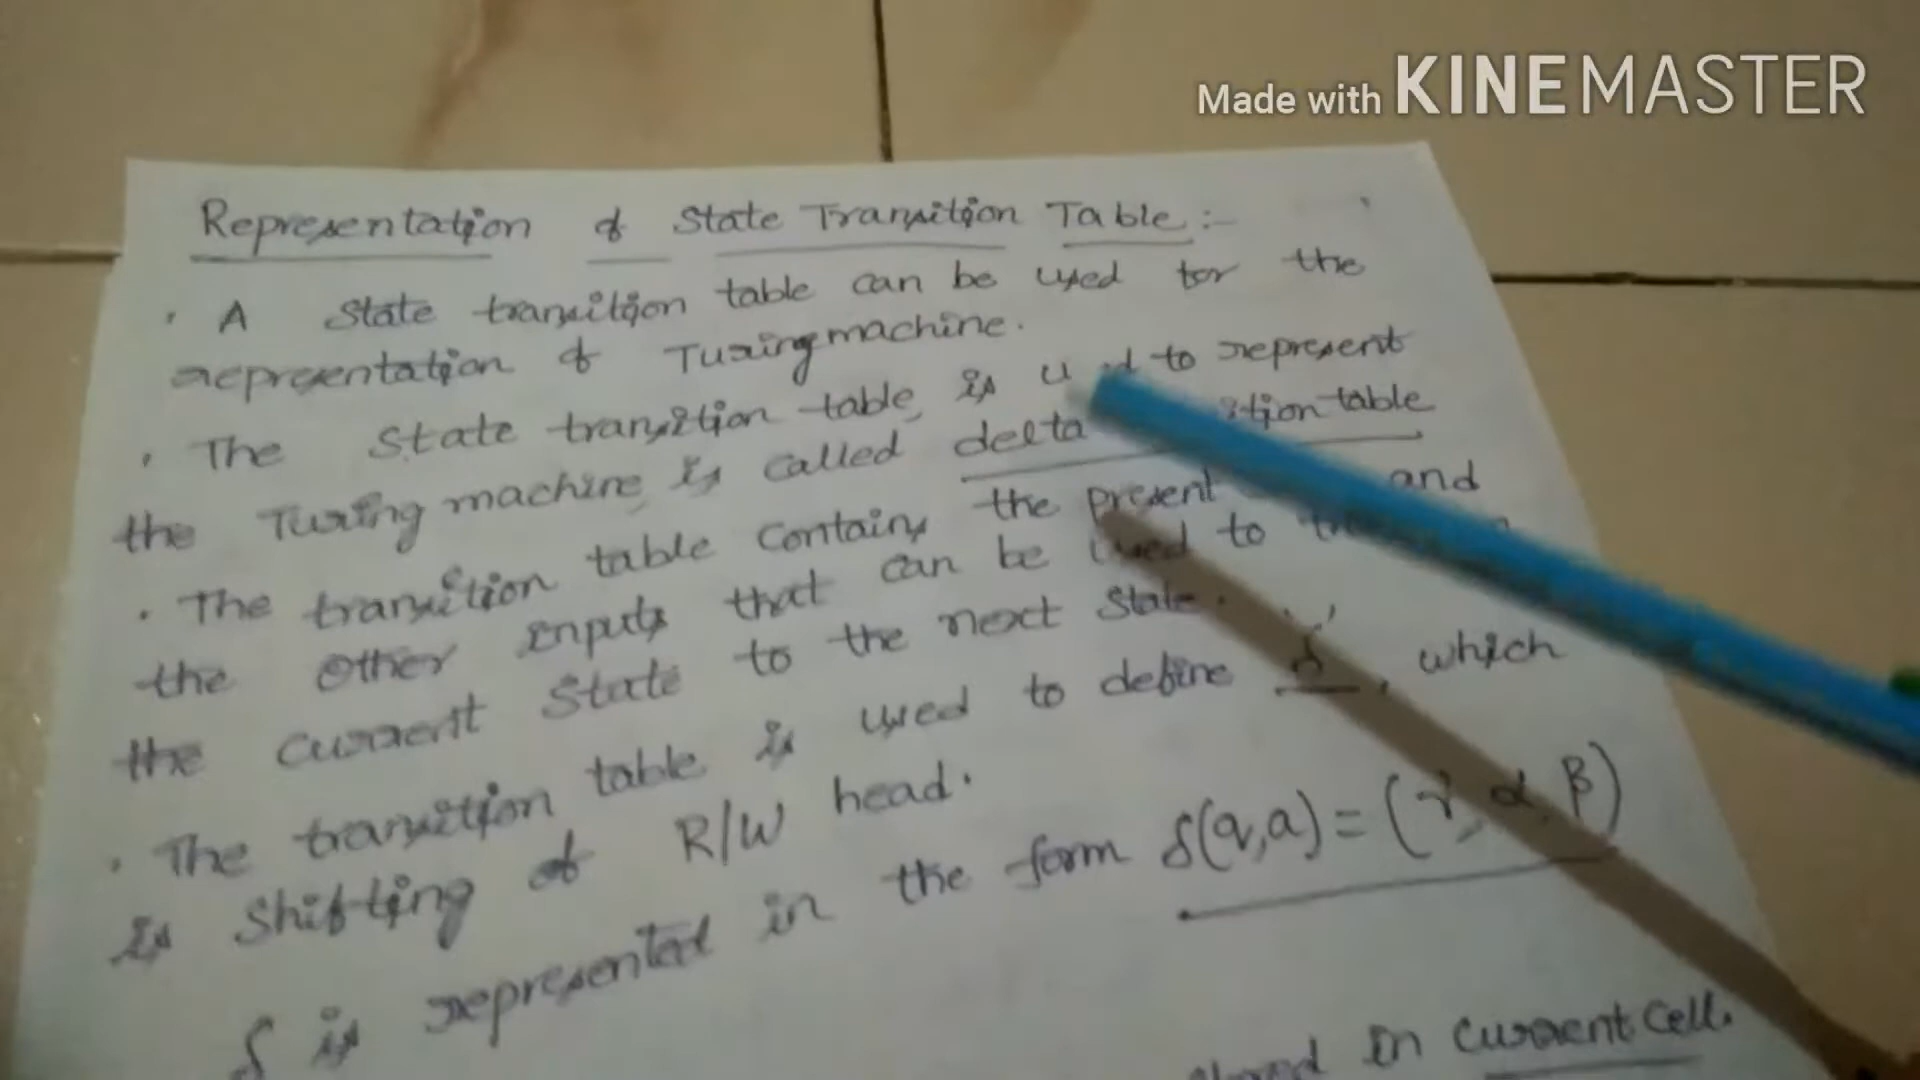 Made with KINEMASTER
Representation of State Transition Table :-
. A State transition table can be used for the
representation of Turing machine.
. The State transition table, is to represent
the Turing machine, is called delta table
. The transition table contains the present and
the other inputs that can be used to
the current state to the next state.
. The transition table is used to define 'δ', which
is shifting of R/W head.
δ is represented in the form δ(q,a) = (γ, α, β)
in current cell.